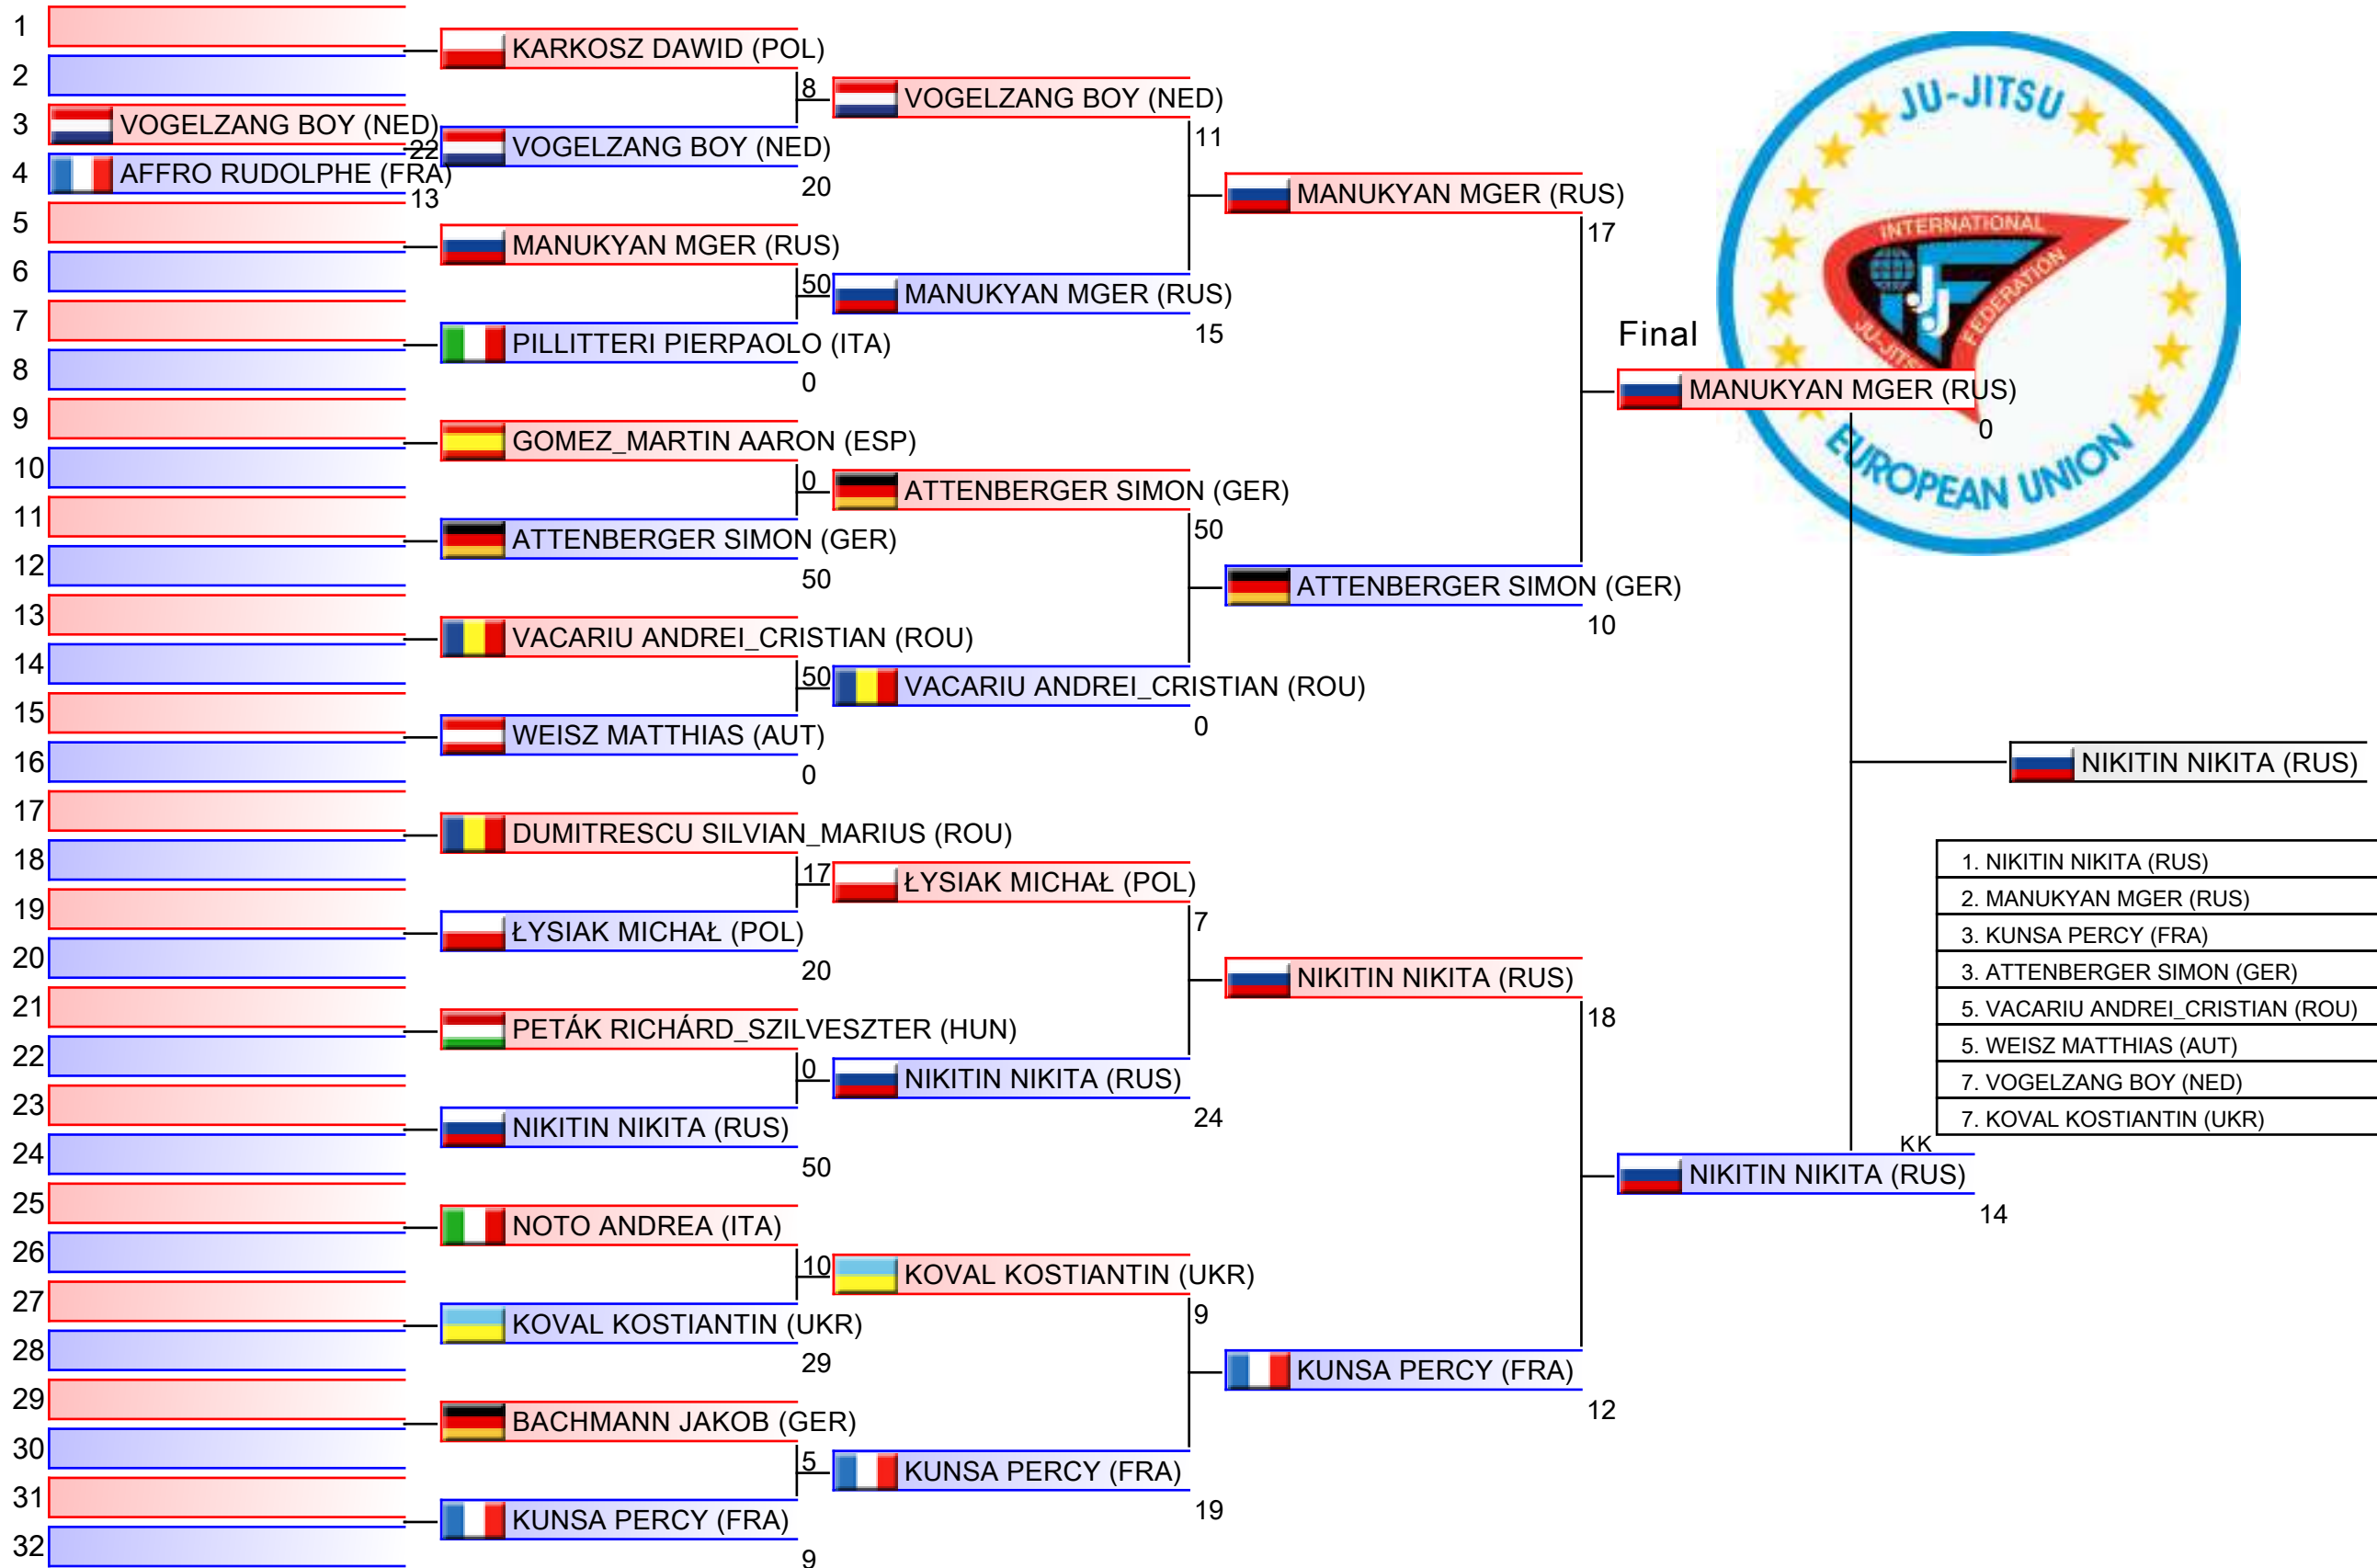 1
2
3
4
5
6
7
8
9
10
11
12
13
14
15
16
17
18
19
20
21
22
23
24
25
26
27
28
29
30
31
32
VOGELZANG BOY (NED)
22
AFFRO RUDOLPHE (FRA)
13
KARKOSZ DAWID (POL)
8
VOGELZANG BOY (NED)
20
MANUKYAN MGER (RUS)
50
PILLITTERI PIERPAOLO (ITA)
0
GOMEZ_MARTIN AARON (ESP)
0
ATTENBERGER SIMON (GER)
50
VACARIU ANDREI_CRISTIAN (ROU)
50
WEISZ MATTHIAS (AUT)
0
DUMITRESCU SILVIAN_MARIUS (ROU)
17
ŁYSIAK MICHAŁ (POL)
20
PETÁK RICHÁRD_SZILVESZTER (HUN)
0
NIKITIN NIKITA (RUS)
50
NOTO ANDREA (ITA)
10
KOVAL KOSTIANTIN (UKR)
29
BACHMANN JAKOB (GER)
5
KUNSA PERCY (FRA)
9
VOGELZANG BOY (NED)
11
MANUKYAN MGER (RUS)
15
ATTENBERGER SIMON (GER)
50
VACARIU ANDREI_CRISTIAN (ROU)
0
ŁYSIAK MICHAŁ (POL)
7
NIKITIN NIKITA (RUS)
24
KOVAL KOSTIANTIN (UKR)
9
KUNSA PERCY (FRA)
19
MANUKYAN MGER (RUS)
17
ATTENBERGER SIMON (GER)
10
NIKITIN NIKITA (RUS)
18
KUNSA PERCY (FRA)
12
Final
MANUKYAN MGER (RUS)
0
KK
NIKITIN NIKITA (RUS)
14
JU-JITSU
INTERNATIONAL
FEDERATION
EUROPEAN UNION
NIKITIN NIKITA (RUS)
1. NIKITIN NIKITA (RUS)
2. MANUKYAN MGER (RUS)
3. KUNSA PERCY (FRA)
3. ATTENBERGER SIMON (GER)
5. VACARIU ANDREI_CRISTIAN (ROU)
5. WEISZ MATTHIAS (AUT)
7. VOGELZANG BOY (NED)
7. KOVAL KOSTIANTIN (UKR)